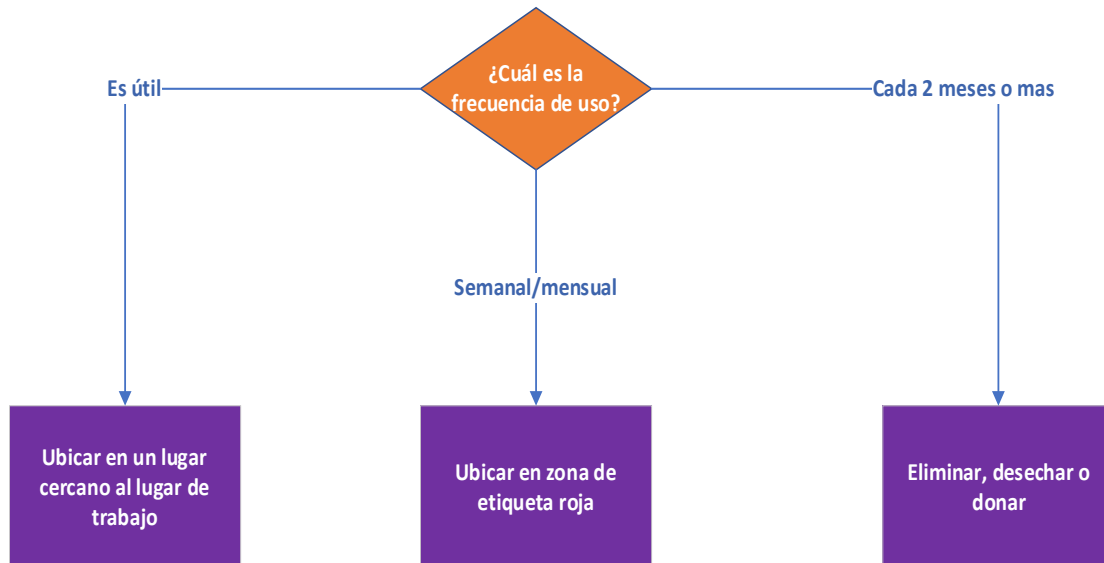 ¿Cuál es la
frecuencia de uso?
Es útil
Cada 2 meses o mas
Semanal/mensual
Ubicar en un lugar
cercano al lugar de
trabajo
Ubicar en zona de
etiqueta roja
Eliminar, desechar o
donar